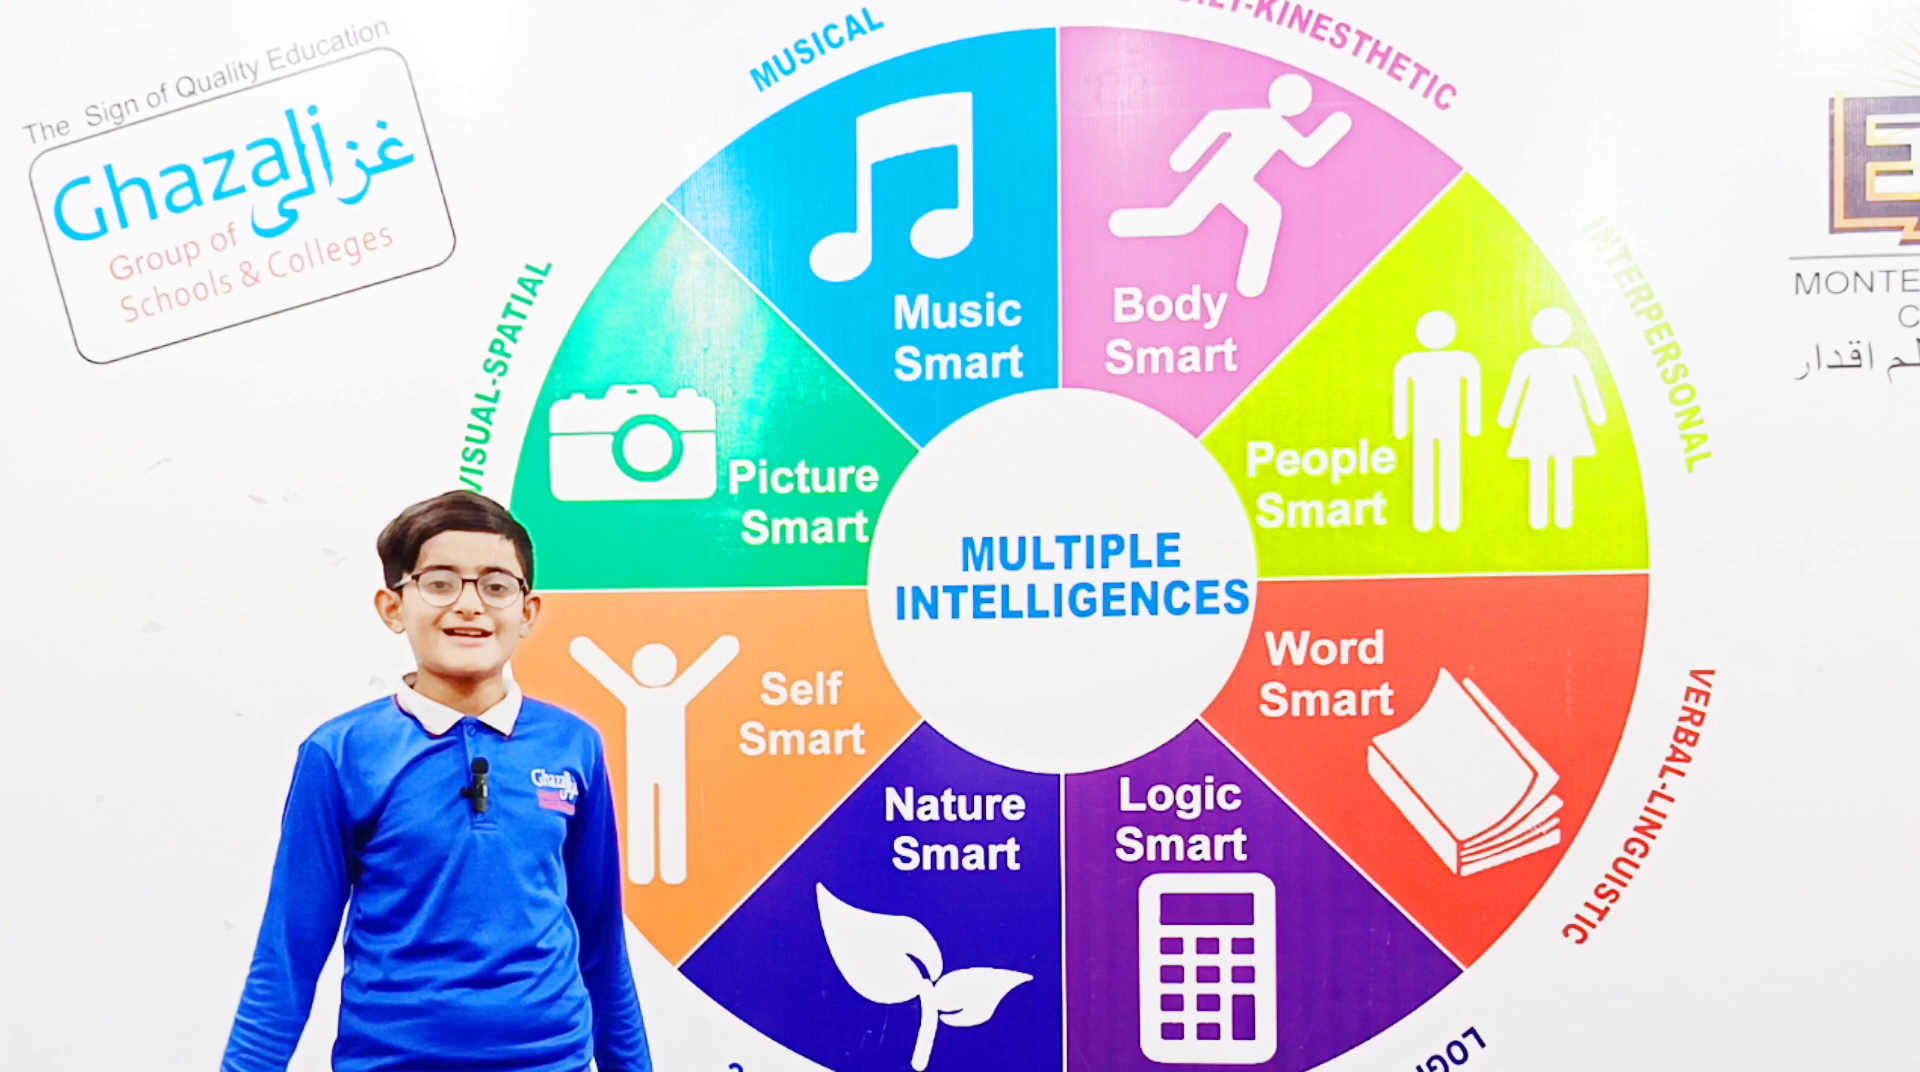 The Sign of Quality Education
Ghazali غزالی
Group of
Schools & Colleges
MUSICAL
KINESTHETIC
VISUAL-SPATIAL
INTERPERSONAL
VERBAL-LINGUISTIC
Music
Smart
Body
Smart
Picture
Smart
People
Smart
MULTIPLE
INTELLIGENCES
Self
Smart
Word
Smart
Nature
Smart
Logic
Smart
Ghazali
MONTE
اقدار